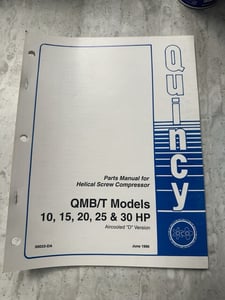 Quincy
Parts Manual for
Helical Screw Compressor
QMB/T Models
10, 15, 20, 25 & 30 HP
Aircooled "D" Version
June 1996